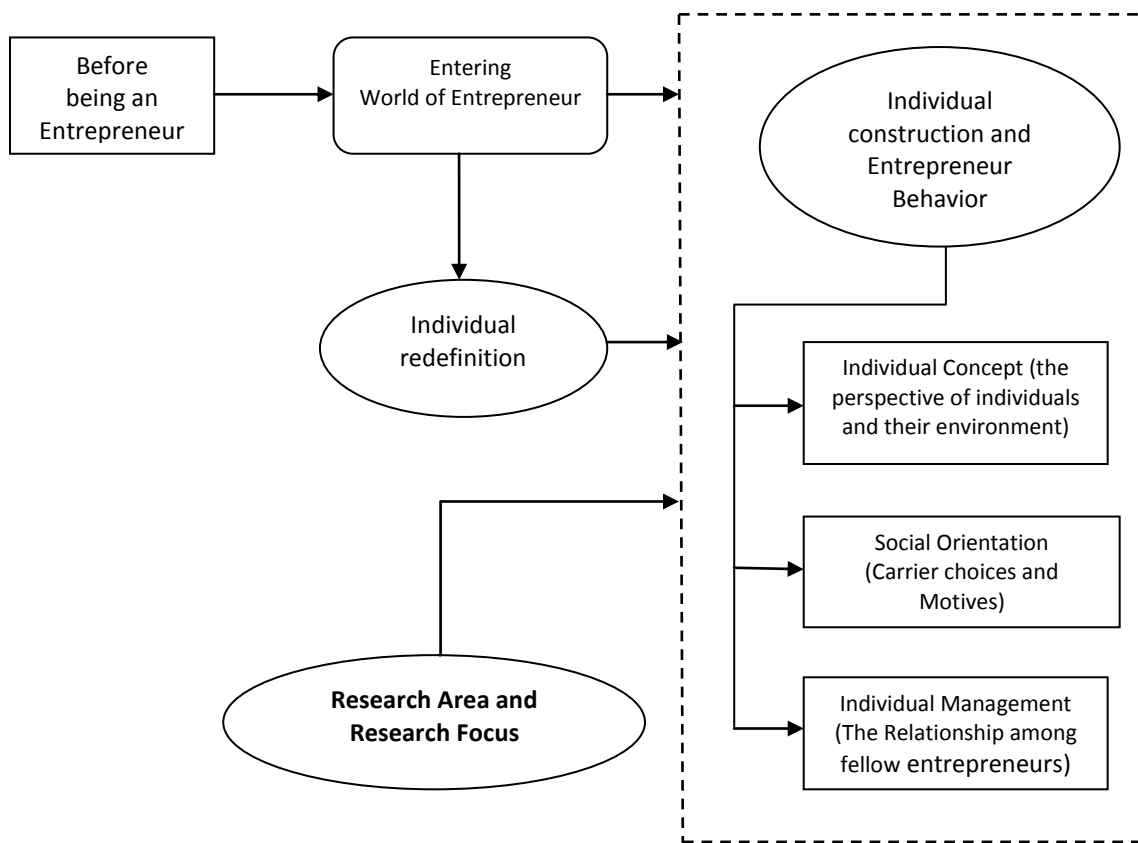 Before
being an
Entrepreneur
Entering
World of Entrepreneur
Individual
construction and
Entrepreneur
Behavior
Individual
redefinition
Individual Concept (the
perspective of individuals
and their environment)
Social Orientation
(Carrier choices and
Motives)
Research Area and
Research Focus
Individual Management
(The Relationship among
fellow entrepreneurs)